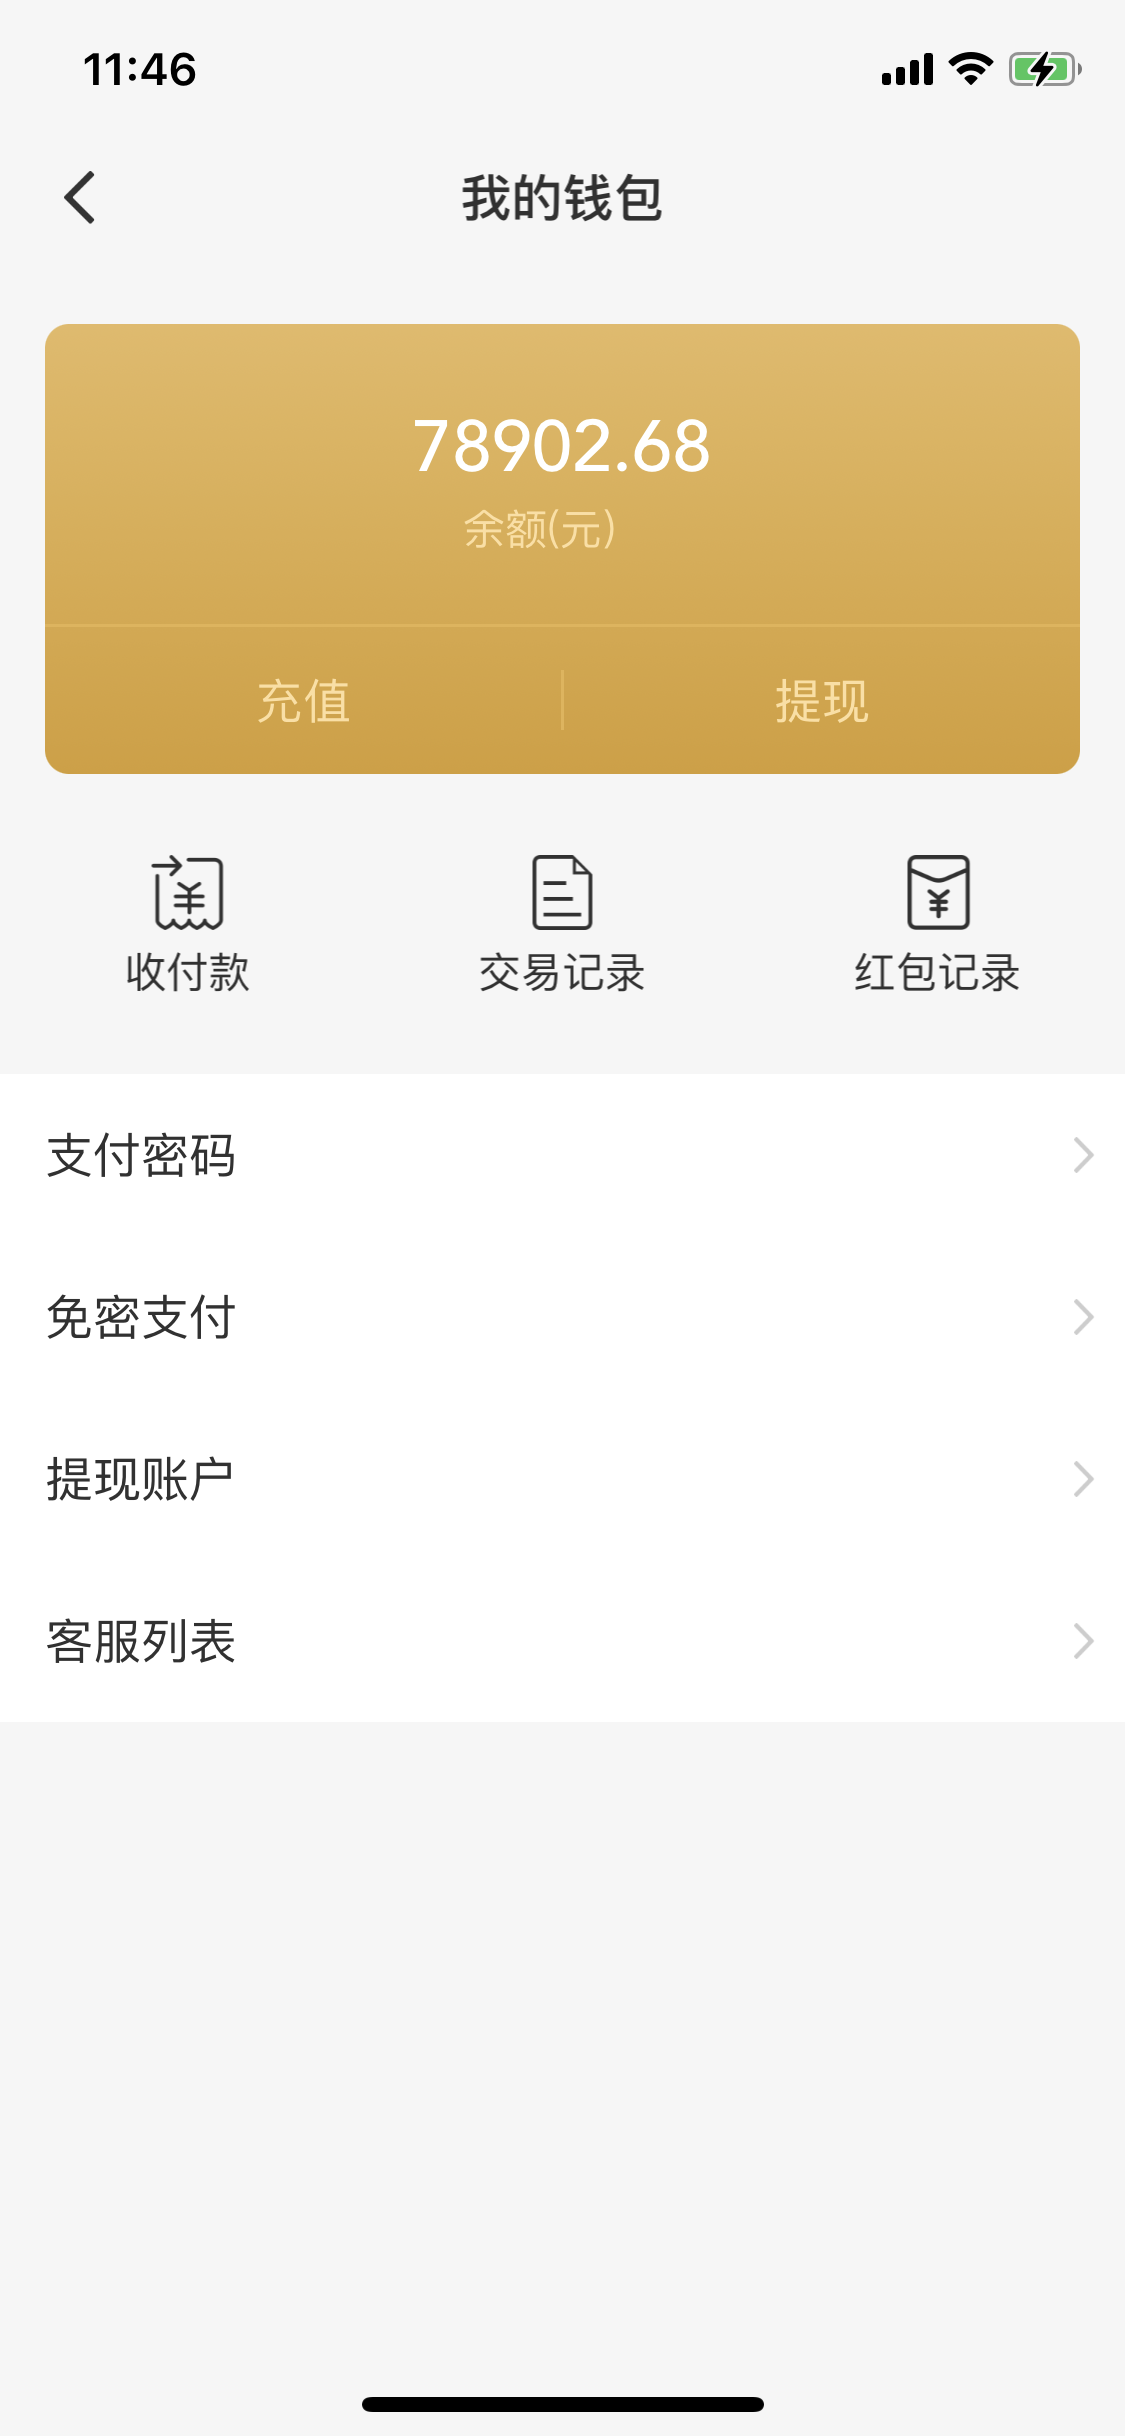 11:46
我的钱包
78902.68
余额(元)
充值
提现
收付款
交易记录
红包记录
支付密码
免密支付
提现账户
客服列表